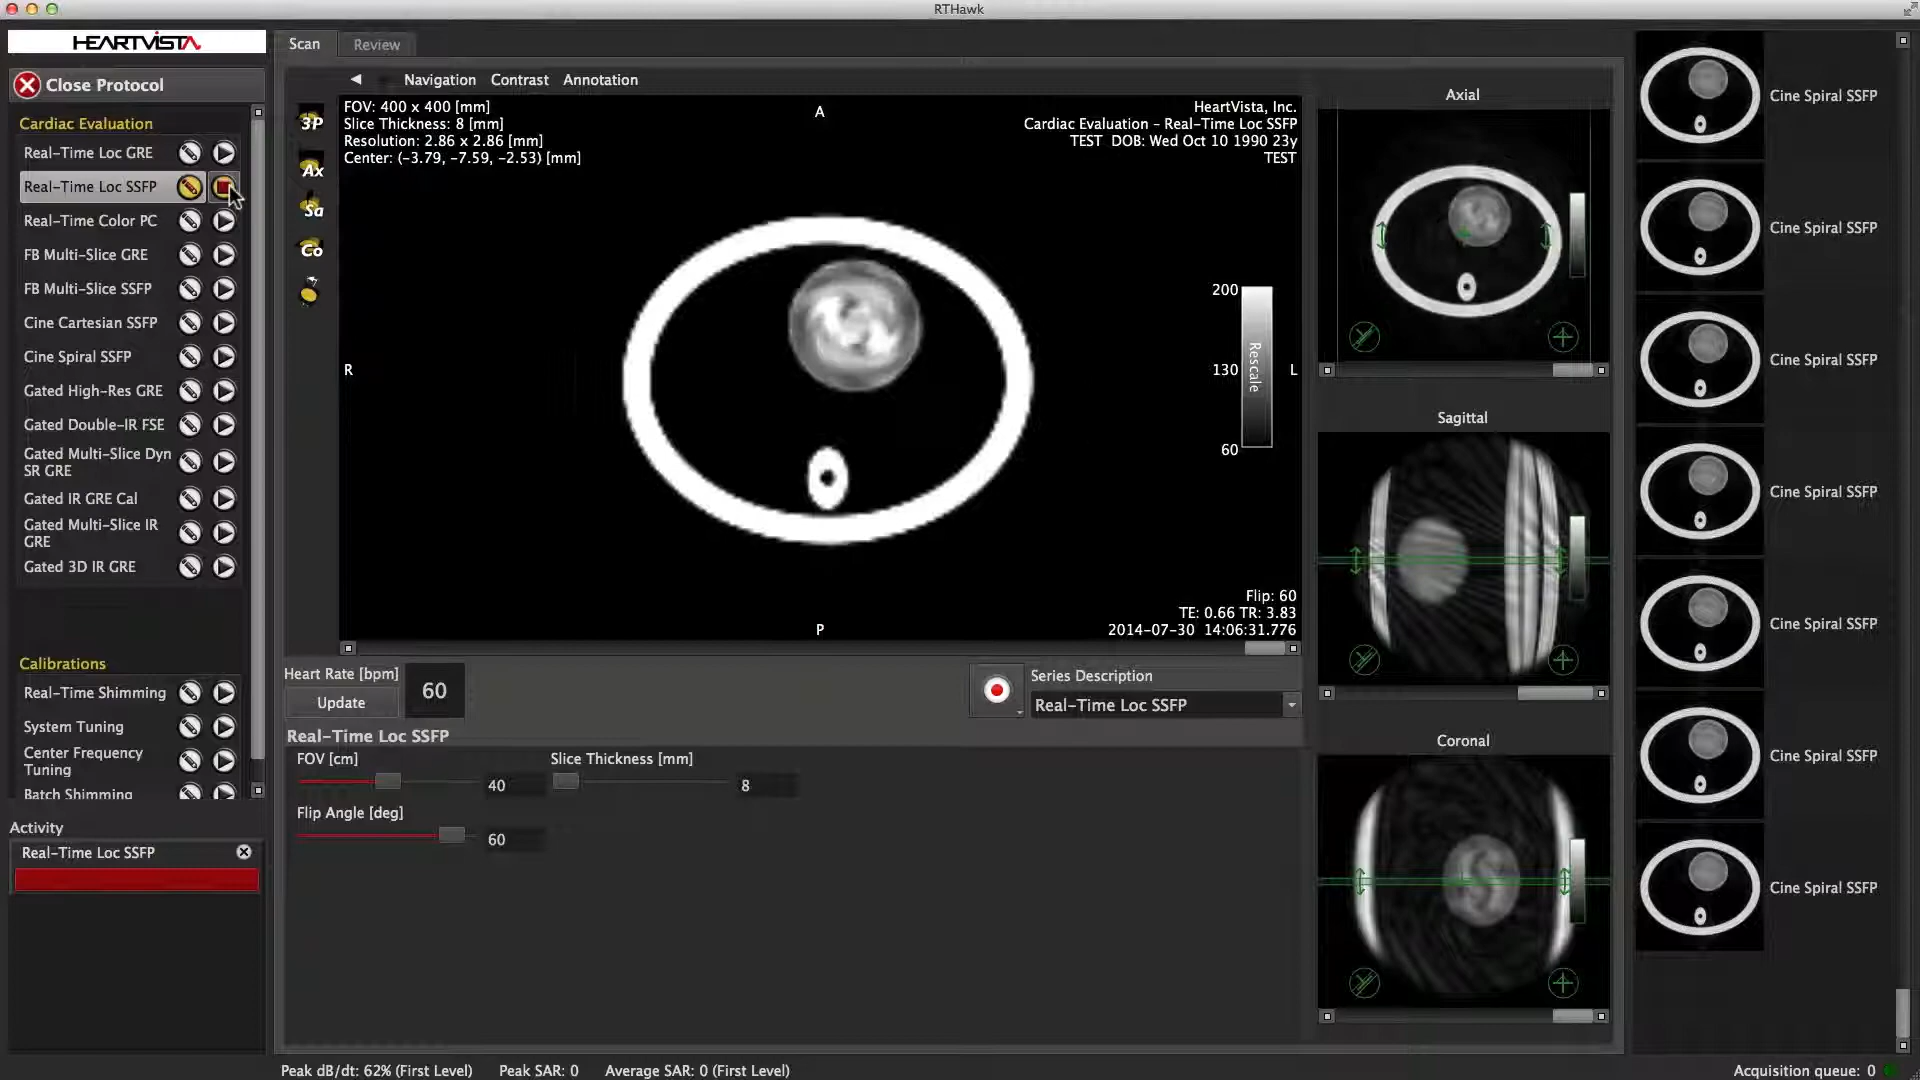 RTHawk
HEARTVISTA
Close Protocol
Cardiac Evaluation
Real-Time Loc GRE
Real-Time Loc SSFP
Real-Time Color PC
FB Multi-Slice GRE
FB Multi-Slice SSFP
Cine Cartesian SSFP
Cine Spiral SSFP
Gated High-Res GRE
Gated Double-IR FSE
Gated Multi-Slice Dyn
SR GRE
Gated IR GRE Cal
Gated Multi-Slice IR
GRE
Gated 3D IR GRE
Calibrations
Real-Time Shimming
System Tuning
Center Frequency
Tuning
Batch Shimming
Activity
Real-Time Loc SSFP
Scan
Review
Navigation
Contrast
Annotation
3P
Ax
Sa
Co
FOV: 400 x 400 [mm]
Slice Thickness: 8 [mm]
Resolution: 2.86 x 2.86 [mm]
Center: (-3.79, -7.59, -2.53) [mm]
A
HeartVista, Inc.
Cardiac Evaluation - Real-Time Loc SSFP
TEST DOB: Wed Oct 10 1990 23y
TEST
R
200
130
60
Rescale
L
P
Flip: 60
TE: 0.66 TR: 3.83
2014-07-30 14:06:31.776
Heart Rate [bpm]
Update
60
Series Description
Real-Time Loc SSFP
Real-Time Loc SSFP
FOV [cm]
40
Slice Thickness [mm]
8
Flip Angle [deg]
60
Axial
Sagittal
Coronal
Cine Spiral SSFP
Cine Spiral SSFP
Cine Spiral SSFP
Cine Spiral SSFP
Cine Spiral SSFP
Cine Spiral SSFP
Cine Spiral SSFP
Peak dB/dt: 62% (First Level)
Peak SAR: 0
Average SAR: 0 (First Level)
Acquisition queue: 0